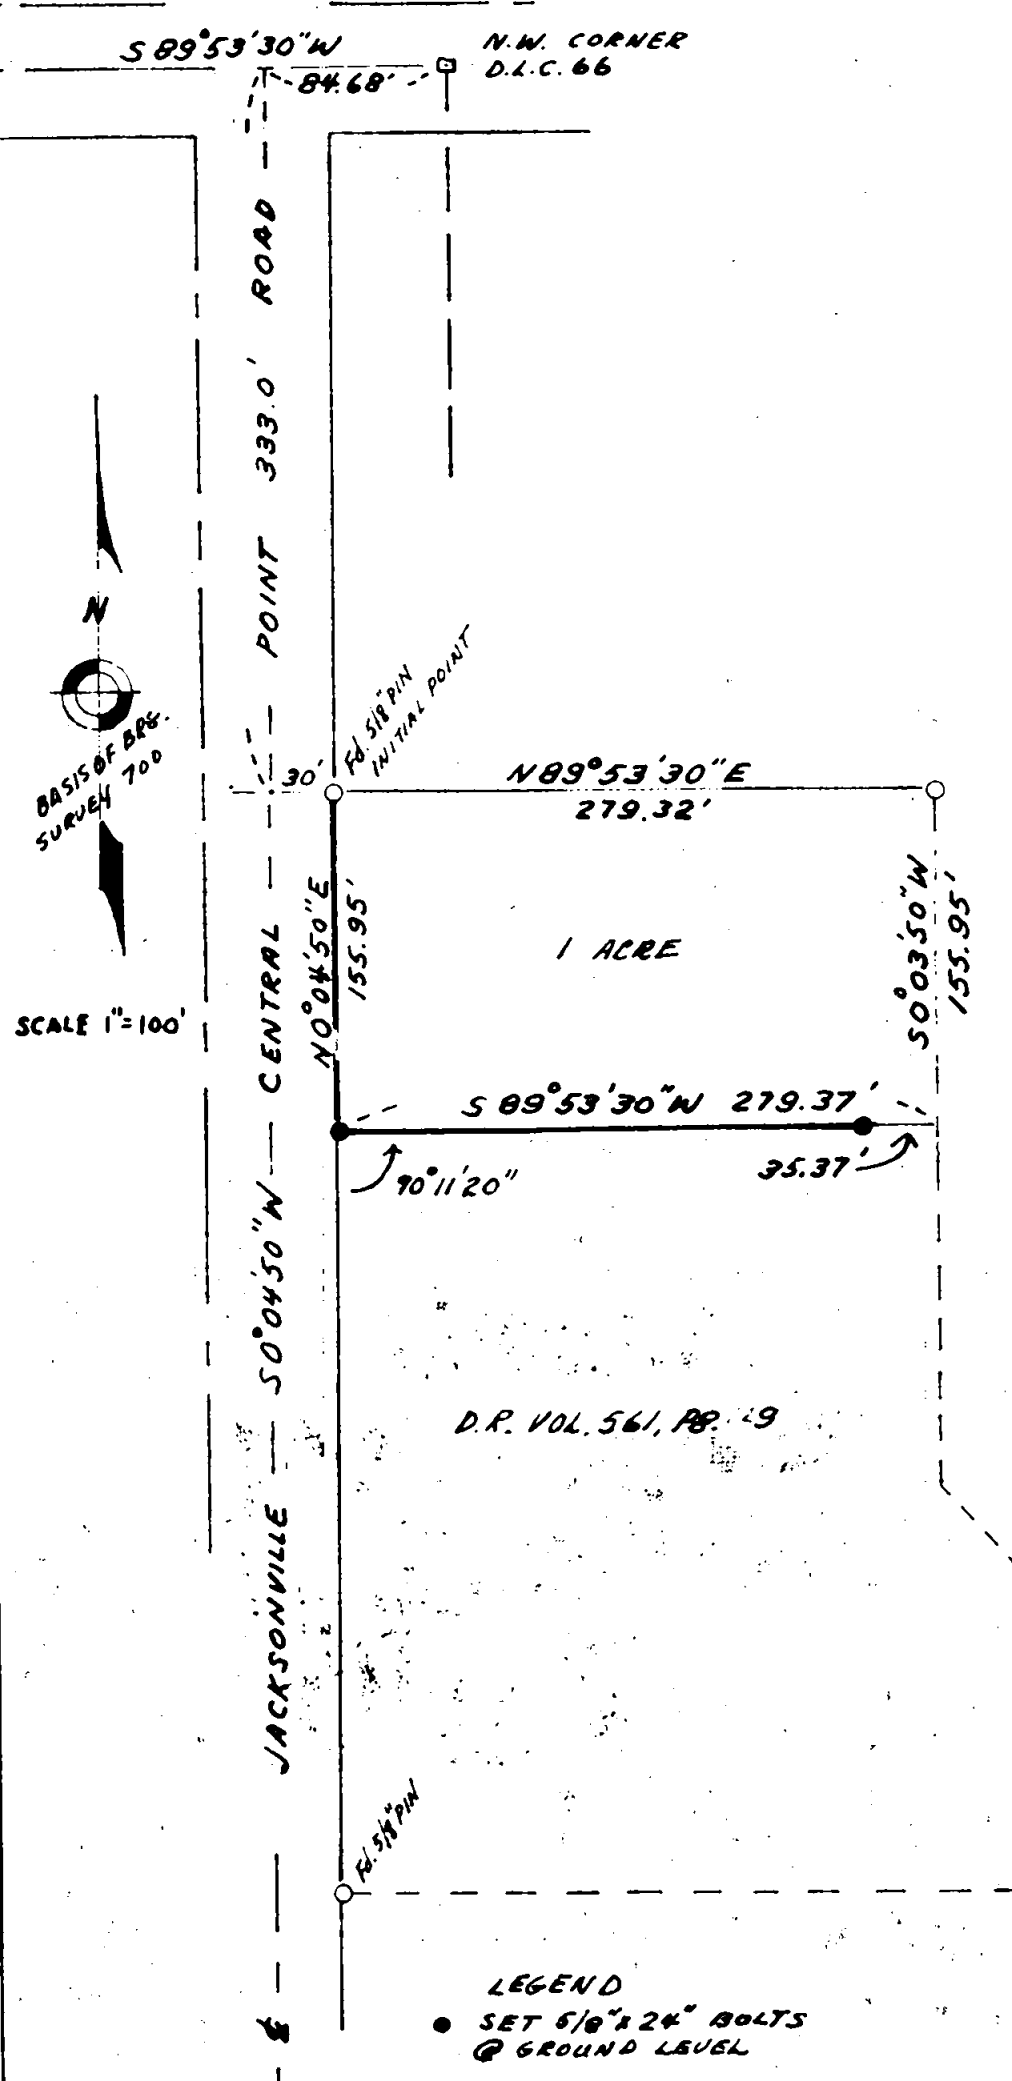 S 89°53'30"W
84.68'
N.W. CORNER
D.L.C. 66
JACKSONVILLE S0°04'50"W CENTRAL POINT 333.0' ROAD
N
BASIS OF BRG.
SURVEY 700
SCALE 1"=100'
30'
Fd. 5/8" PIN
INITIAL POINT
N89°53'30"E
279.32'
N0°04'50"E
155.95'
1 ACRE
S0°03'50"W
155.95'
S 89°53'30"W 279.37'
90°11'20"
35.37'
D.R. VOL. 561, PG.
Fd. 5/8" PIN
LEGEND
SET 5/8"x 24" BOLTS
@ GROUND LEVEL